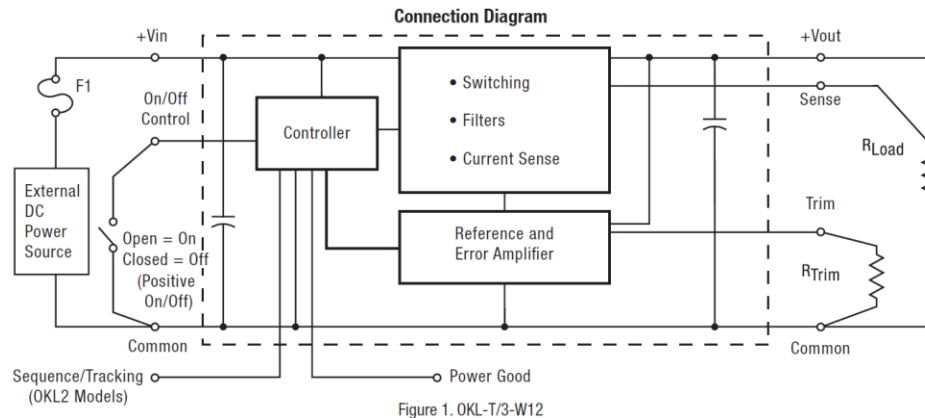 Connection Diagram
+Vin
+Vout
F1
On/Off
Control
Controller
• Switching
• Filters
• Current Sense
Sense
RLoad
External
DC
Power
Source
Open = On
Closed = Off
(Positive
On/Off)
Reference and
Error Amplifier
Trim
RTrim
Common
Common
Sequence/Tracking
(OKL2 Models)
Power Good
Figure 1. OKL-T/3-W12